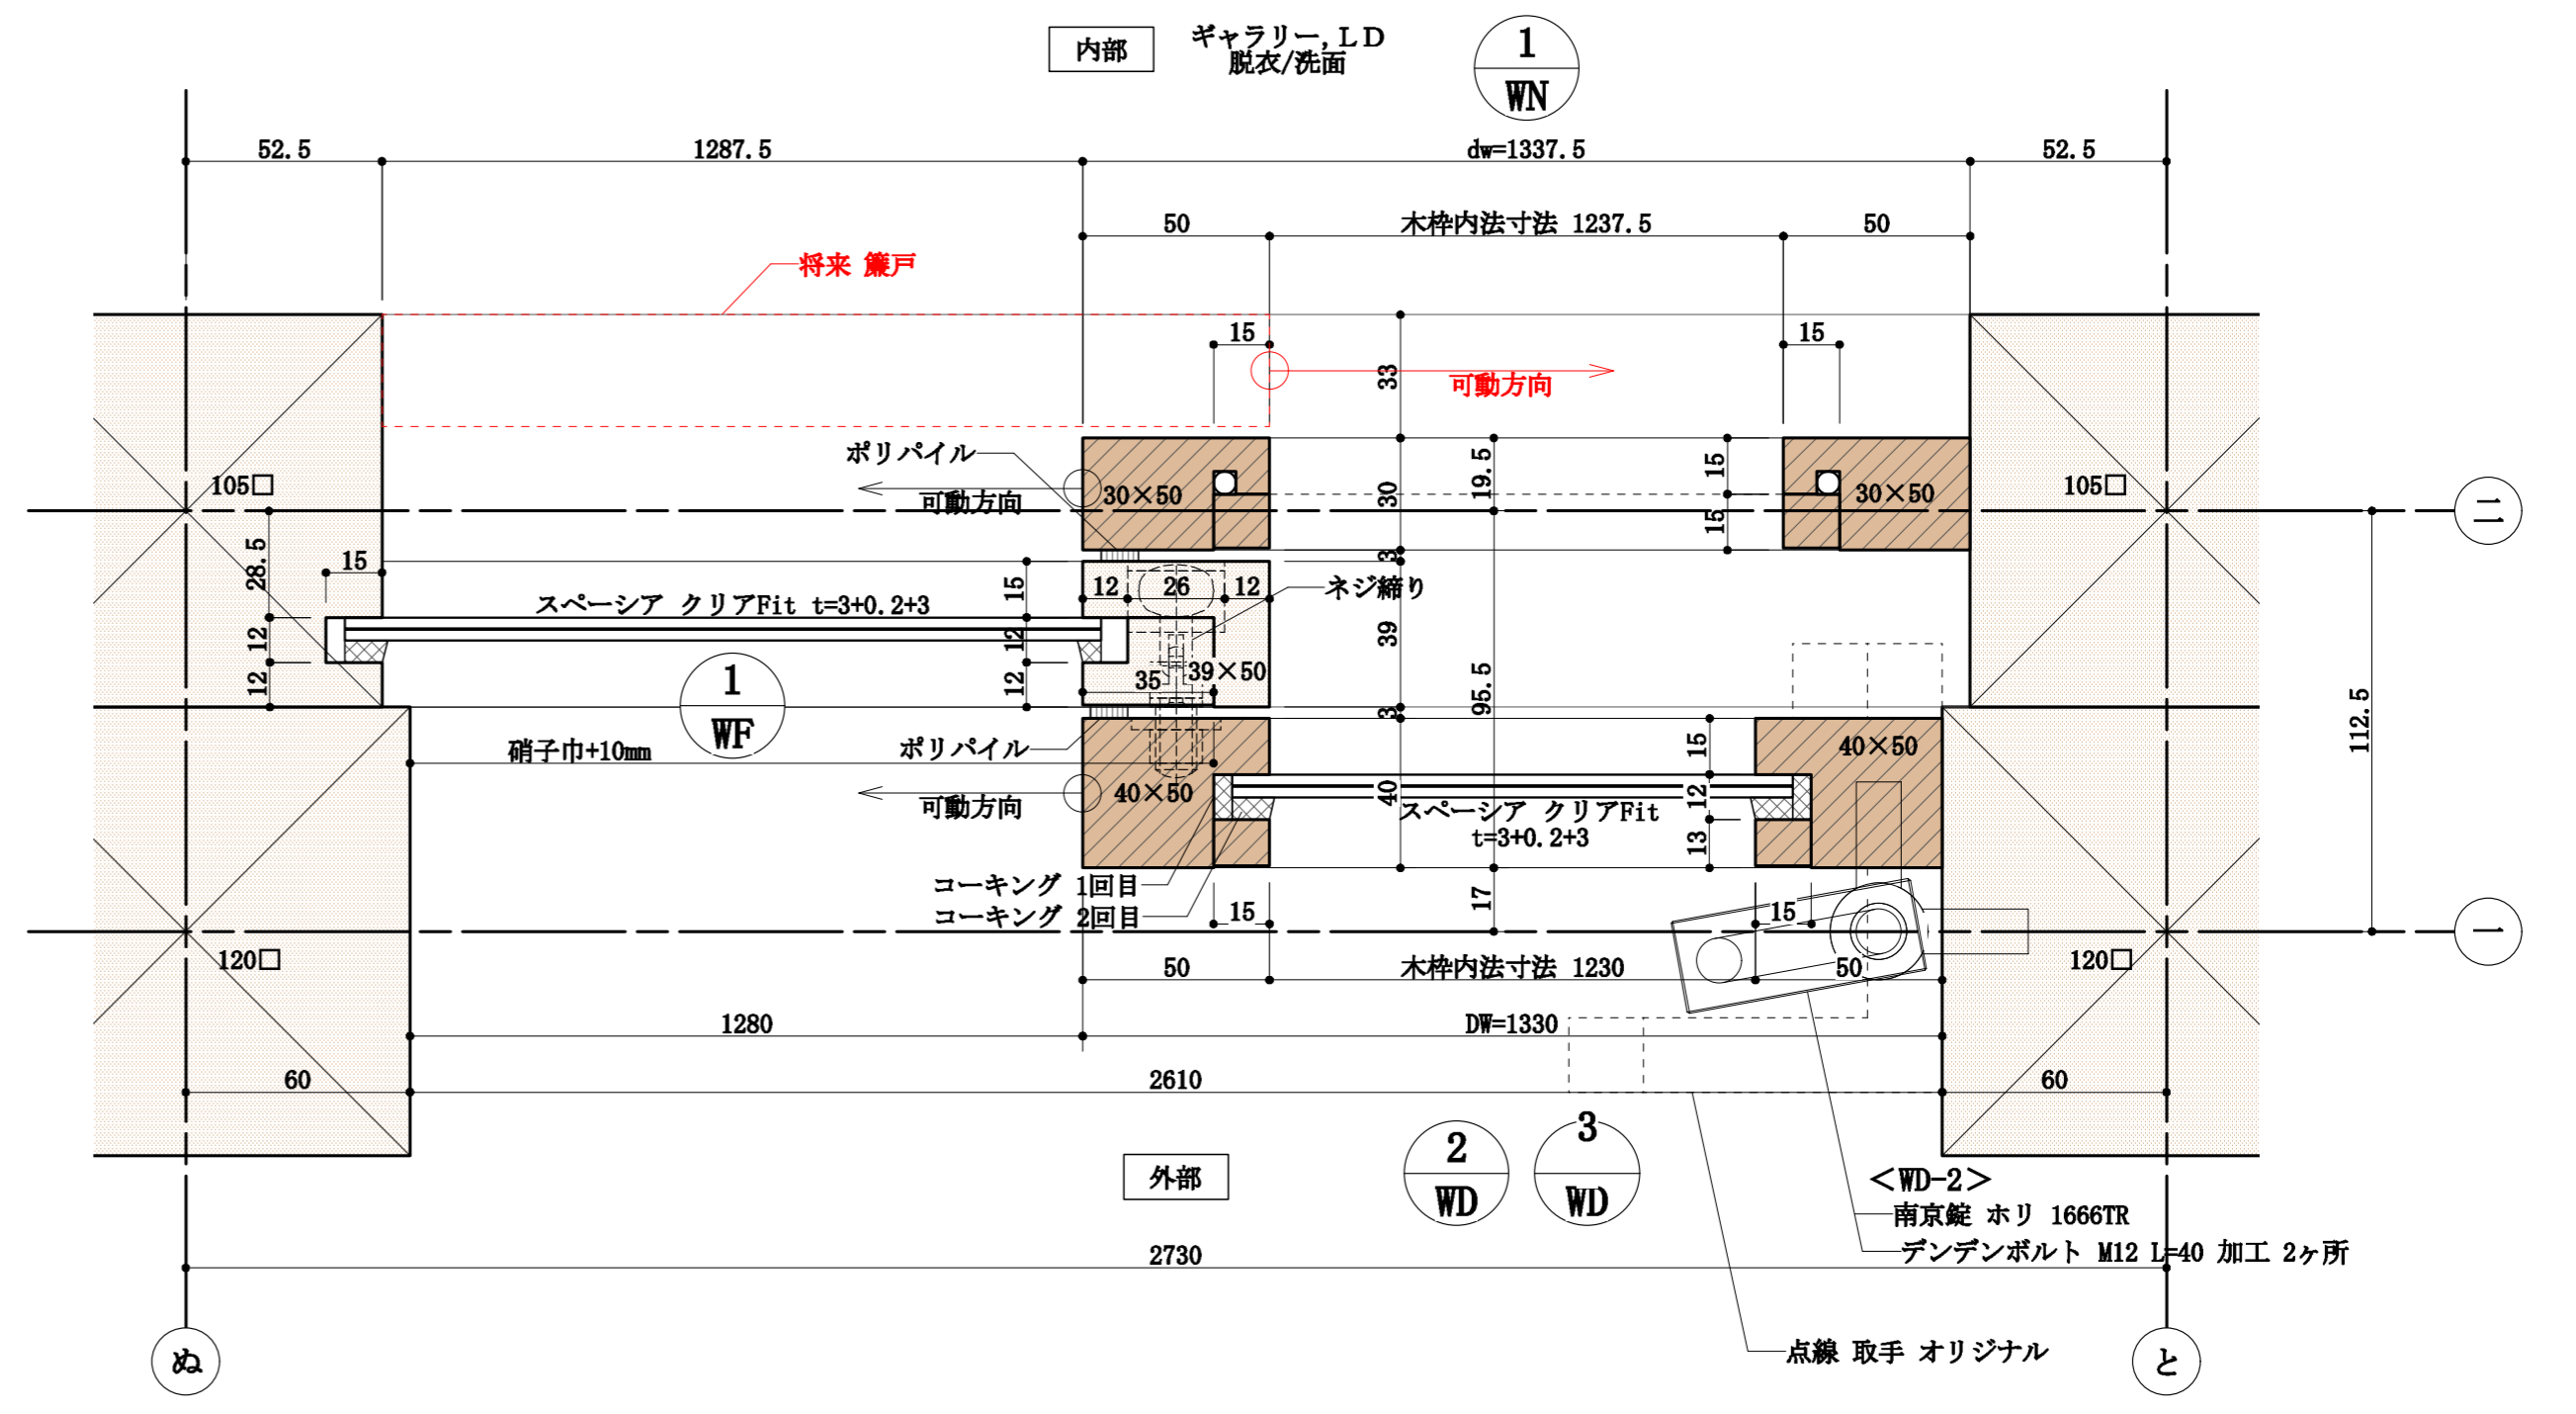 内部
ギャラリー,LD
脱衣/洗面
1
WN
52.5
1287.5
dw=1337.5
52.5
50
木枠内法寸法 1237.5
50
将来 簾戸
15
15
33
可動方向
ポリパイル
105□
可動方向
30×50
30
19.5
15
15
30×50
105□
二
28.5
15
スペーシア クリアFit t=3+0.2+3
15
12
26
12
3
ネジ締り
12
12
12
12
35
39×50
39
95.5
3
112.5
1
WF
硝子巾+10mm
ポリパイル
可動方向
40×50
40
スペーシア クリアFit
t=3+0.2+3
15
12
13
40×50
コーキング 1回目
コーキング 2回目
15
17
15
一
120□
120□
50
木枠内法寸法 1230
50
1280
DW=1330
60
2610
60
外部
2
WD
3
WD
<WD-2>
南京錠 ホリ 1666TR
デンデンボルト M12 L=40 加工 2ヶ所
2730
点線 取手 オリジナル
ぬ
と